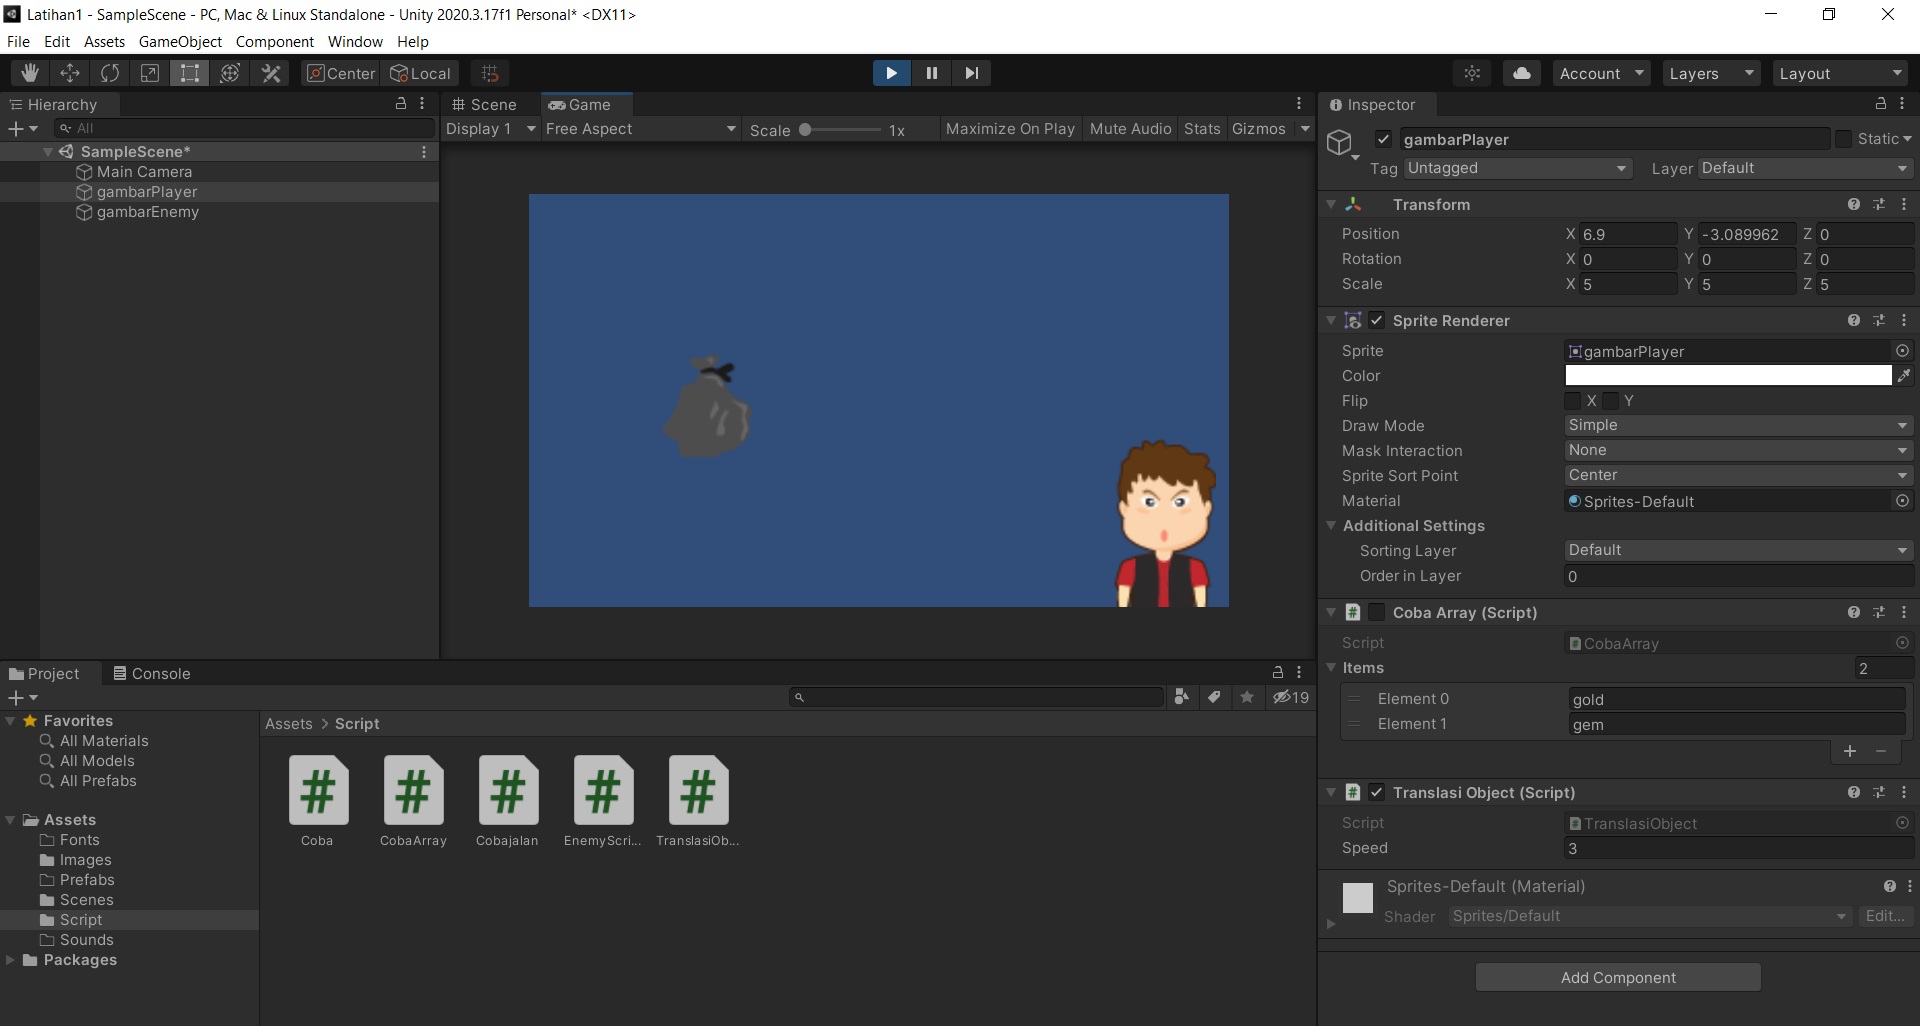 Latihan1 - SampleScene - PC, Mac & Linux Standalone - Unity 2020.3.17f1 Personal* <DX11>
File Edit Assets GameObject Component Window Help
Center Local Account Layers Layout
Hierarchy
All
SampleScene*
Main Camera
gambarPlayer
gambarEnemy
Scene Game
Display 1 Free Aspect Scale 1x Maximize On Play Mute Audio Stats Gizmos
Inspector
gambarPlayer Static
Tag Untagged Layer Default
Transform
Position X 6.9 Y -3.089962 Z 0
Rotation X 0 Y 0 Z 0
Scale X 5 Y 5 Z 5
Sprite Renderer
Sprite gambarPlayer
Color
Flip X Y
Draw Mode Simple
Mask Interaction None
Sprite Sort Point Center
Material Sprites-Default
Additional Settings
Sorting Layer Default
Order in Layer 0
Coba Array (Script)
Script CobaArray
Items 2
Element 0 gold
Element 1 gem
Translasi Object (Script)
Script TranslasiObject
Speed 3
Sprites-Default (Material)
Shader Sprites/Default Edit...
Add Component
Project Console
19
Favorites
All Materials
All Models
All Prefabs
Assets
Fonts
Images
Prefabs
Scenes
Script
Sounds
Packages
Assets > Script
Coba CobaArray Cobajalan EnemyScri... TranslasiOb...